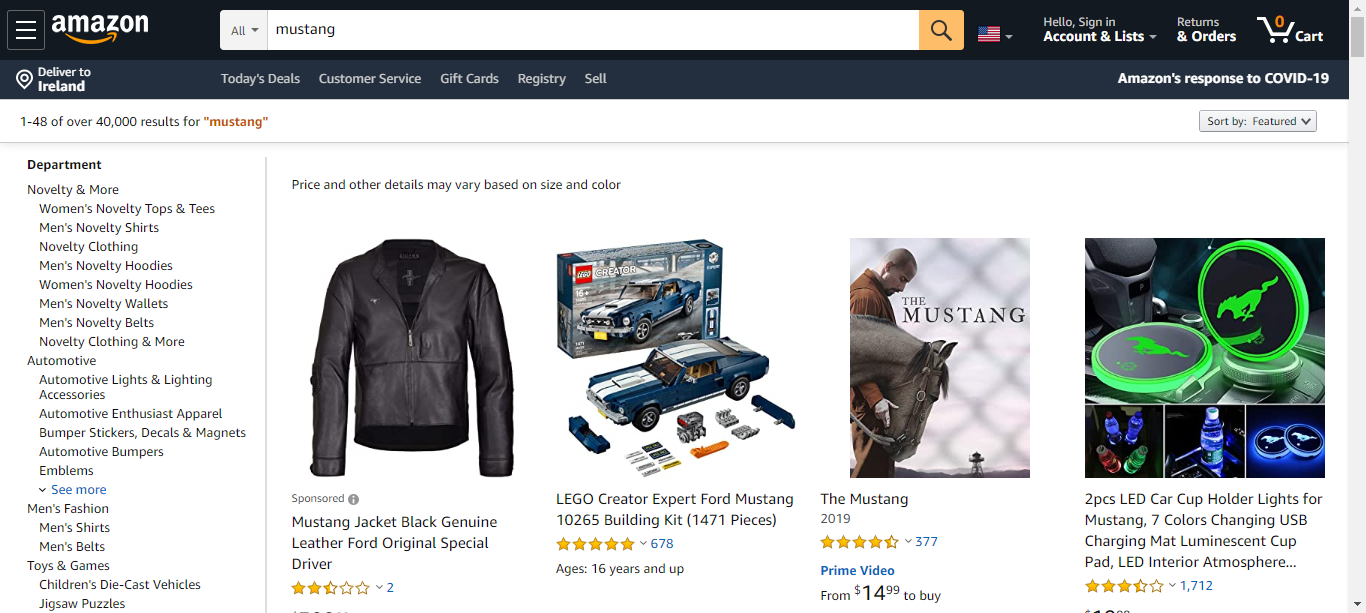 amazon
All
mustang
Hello, Sign in
Account & Lists
Returns
& Orders
0
Cart
Deliver to
Ireland
Today's Deals
Customer Service
Gift Cards
Registry
Sell
Amazon's response to COVID-19
1-48 of over 40,000 results for "mustang"
Sort by: Featured
Department
Novelty & More
Women's Novelty Tops & Tees
Men's Novelty Shirts
Novelty Clothing
Men's Novelty Hoodies
Women's Novelty Hoodies
Men's Novelty Wallets
Men's Novelty Belts
Novelty Clothing & More
Automotive
Automotive Lights & Lighting
Accessories
Automotive Enthusiast Apparel
Bumper Stickers, Decals & Magnets
Automotive Bumpers
Emblems
See more
Men's Fashion
Men's Shirts
Men's Belts
Toys & Games
Children's Die-Cast Vehicles
Jigsaw Puzzles
Price and other details may vary based on size and color
Sponsored
Mustang Jacket Black Genuine
Leather Ford Original Special
Driver
2
LEGO
CREATOR
16+
LEGO Creator Expert Ford Mustang
10265 Building Kit (1471 Pieces)
678
Ages: 16 years and up
THE
MUSTANG
The Mustang
2019
377
Prime Video
From $14.99 to buy
P
2pcs LED Car Cup Holder Lights for
Mustang, 7 Colors Changing USB
Charging Mat Luminescent Cup
Pad, LED Interior Atmosphere...
1,712